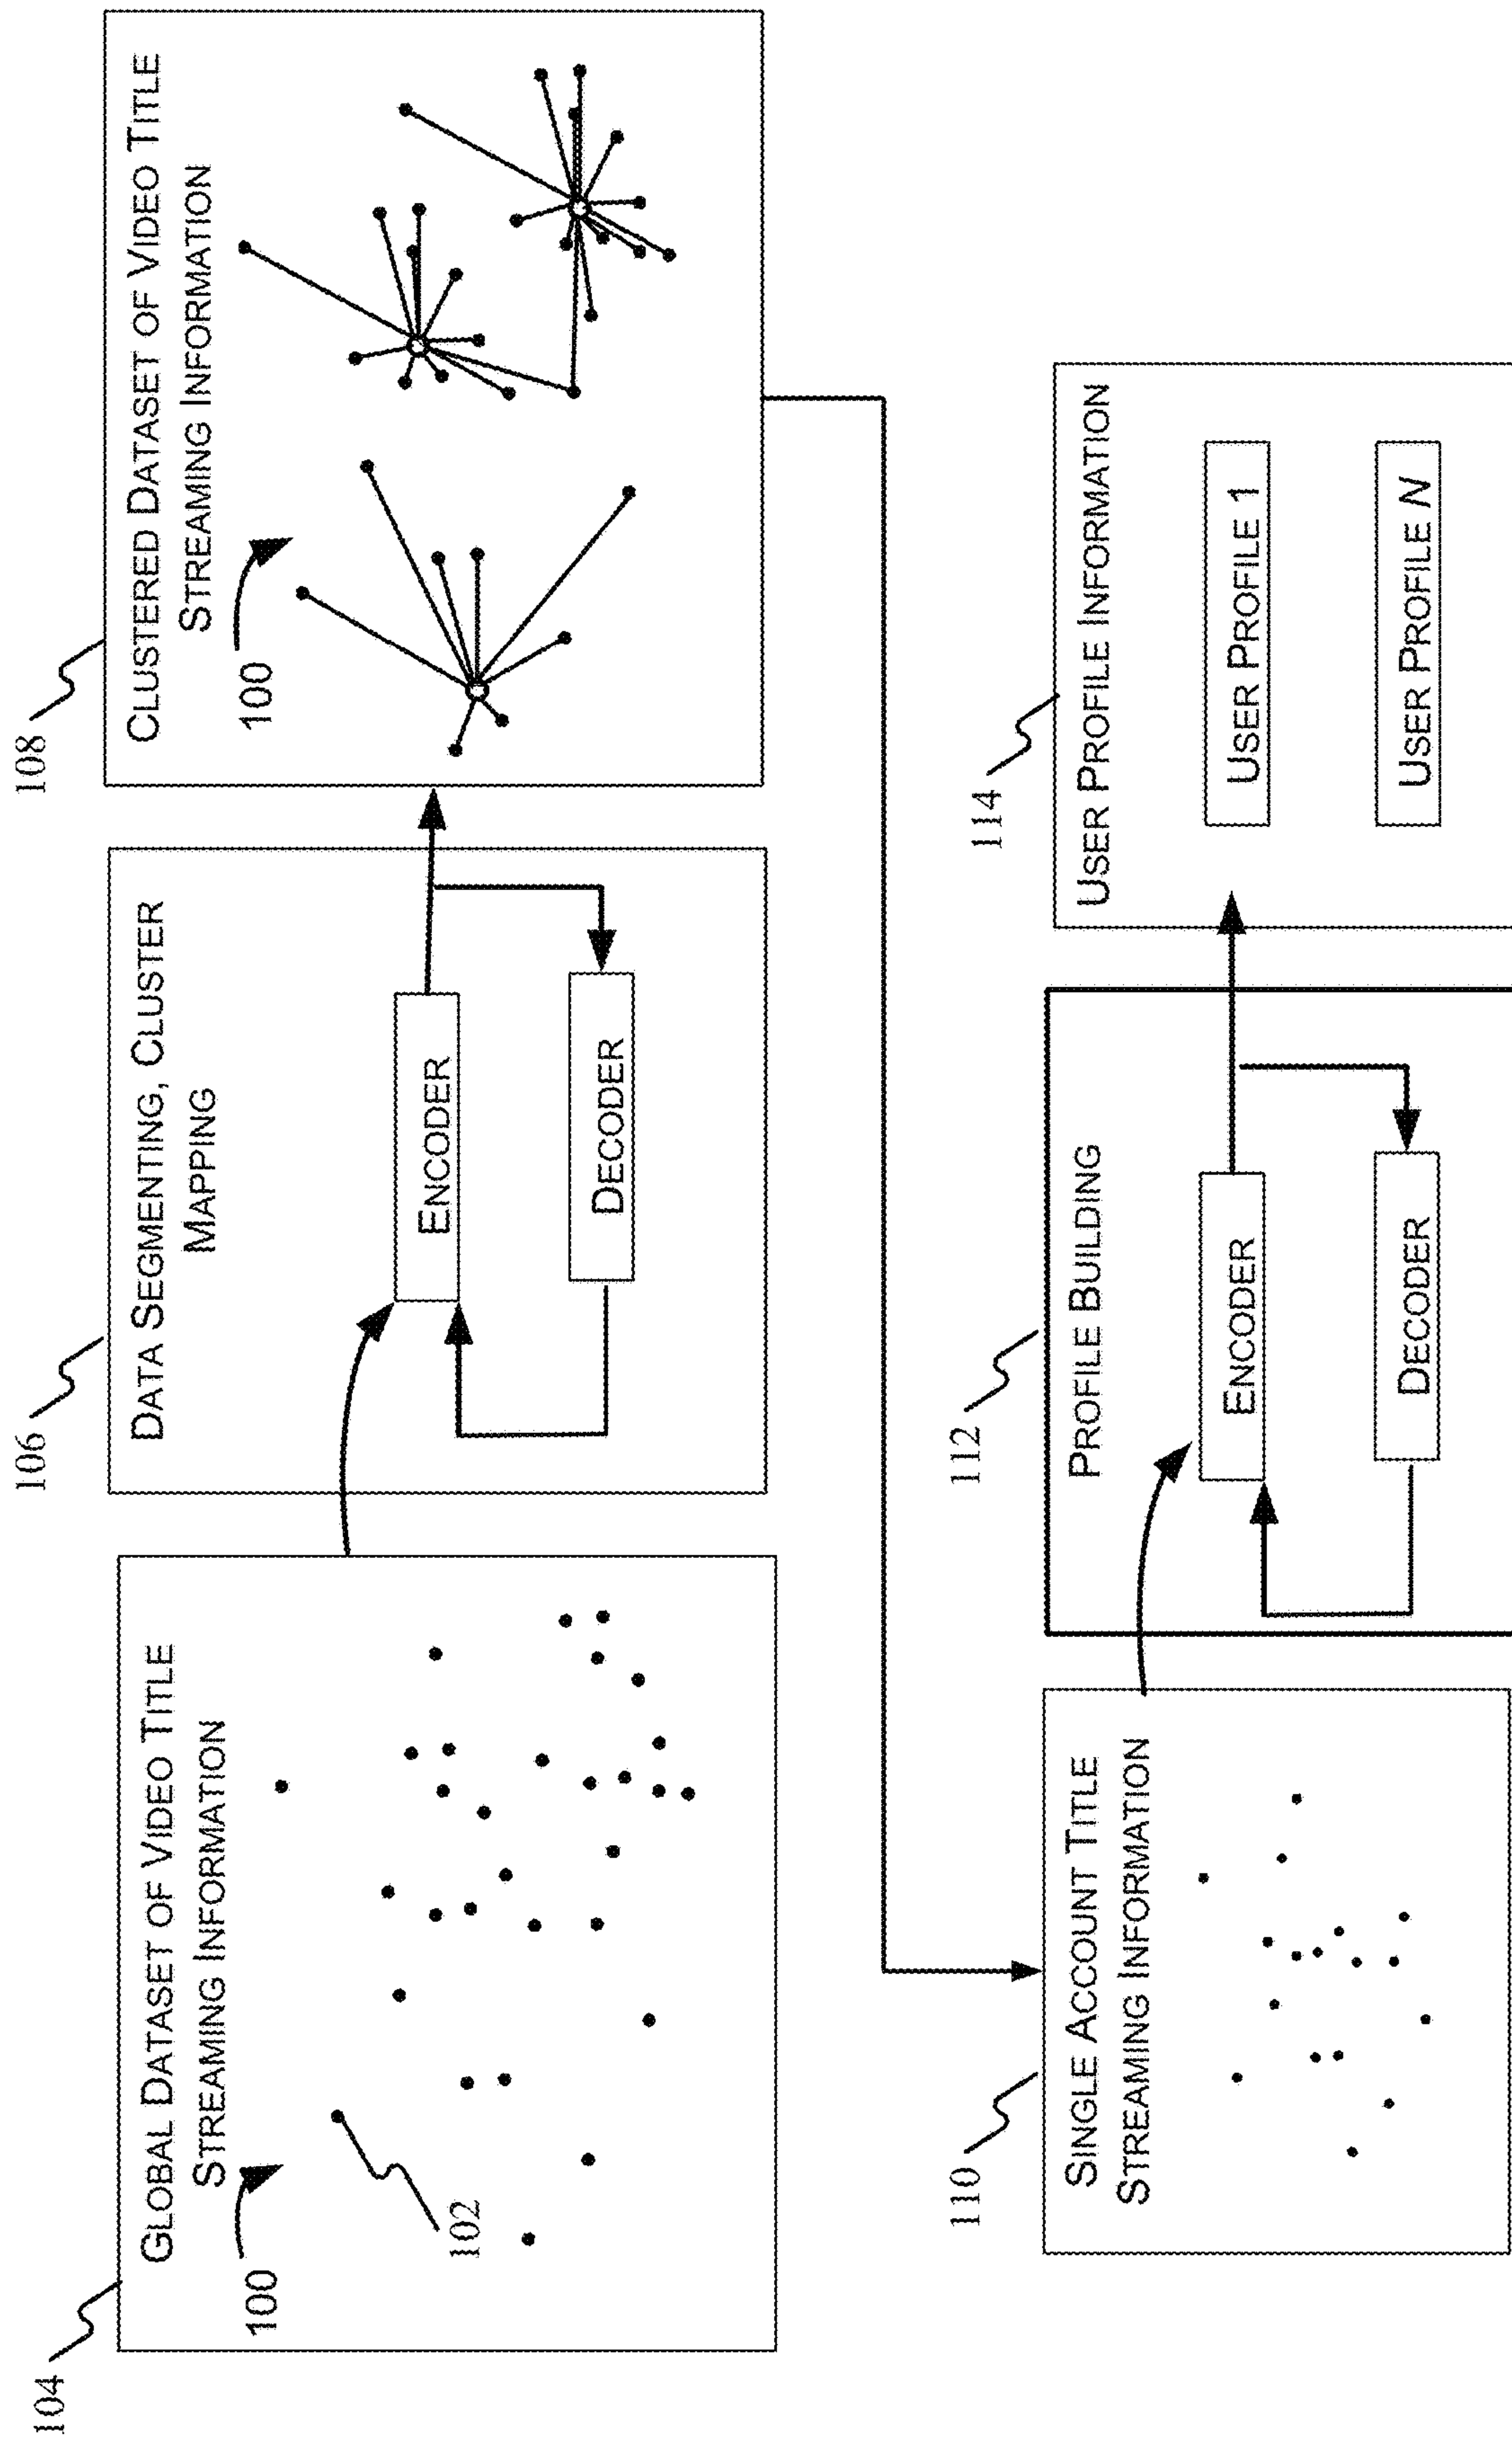 104
GLOBAL DATASET OF VIDEO TITLE
STREAMING INFORMATION
100
102
106
DATA SEGMENTING, CLUSTER
MAPPING
ENCODER
DECODER
108
CLUSTERED DATASET OF VIDEO TITLE
STREAMING INFORMATION
100
110
SINGLE ACCOUNT TITLE
STREAMING INFORMATION
112
PROFILE BUILDING
ENCODER
DECODER
114
USER PROFILE INFORMATION
USER PROFILE 1
USER PROFILE N